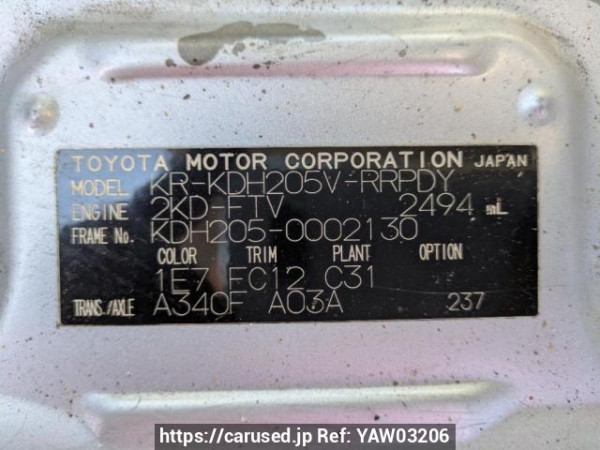 TOYOTA MOTOR CORPORATION JAPAN
MODEL KR-KDH205V-RRPDY
ENGINE 2KD-FTV 2494 mL
FRAME No. KDH205-0002130
COLOR TRIM PLANT OPTION
1E7 FC12 C31
TRANS./AXLE A340F A03A 237
https://carused.jp Ref: YAW03206